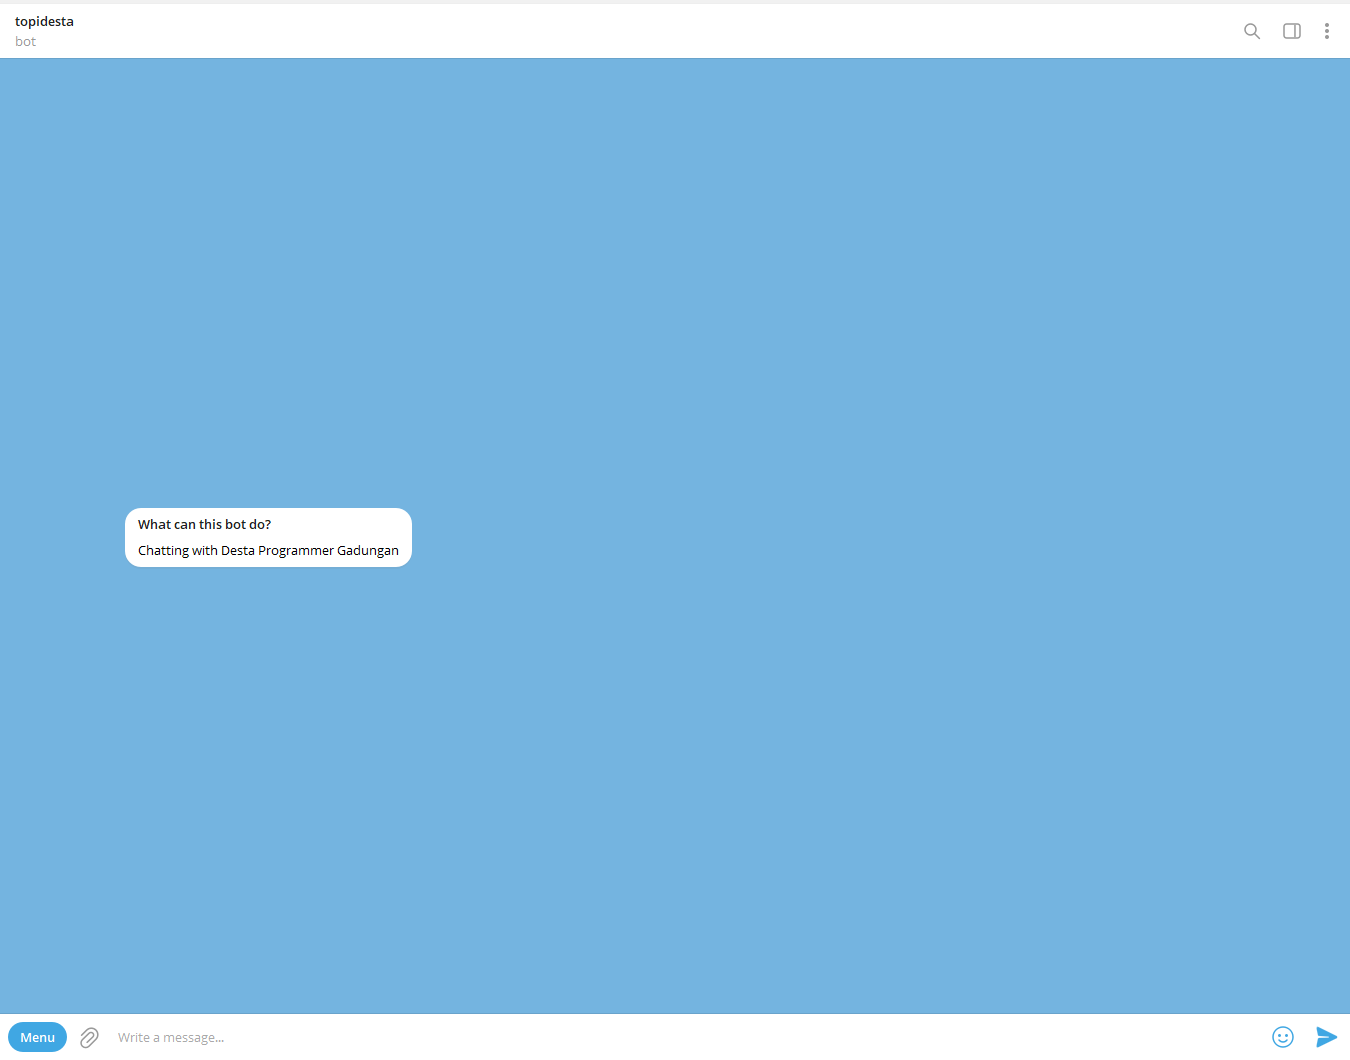 topidesta
bot
What can this bot do?
Chatting with Desta Programmer Gadungan
Menu
Write a message...